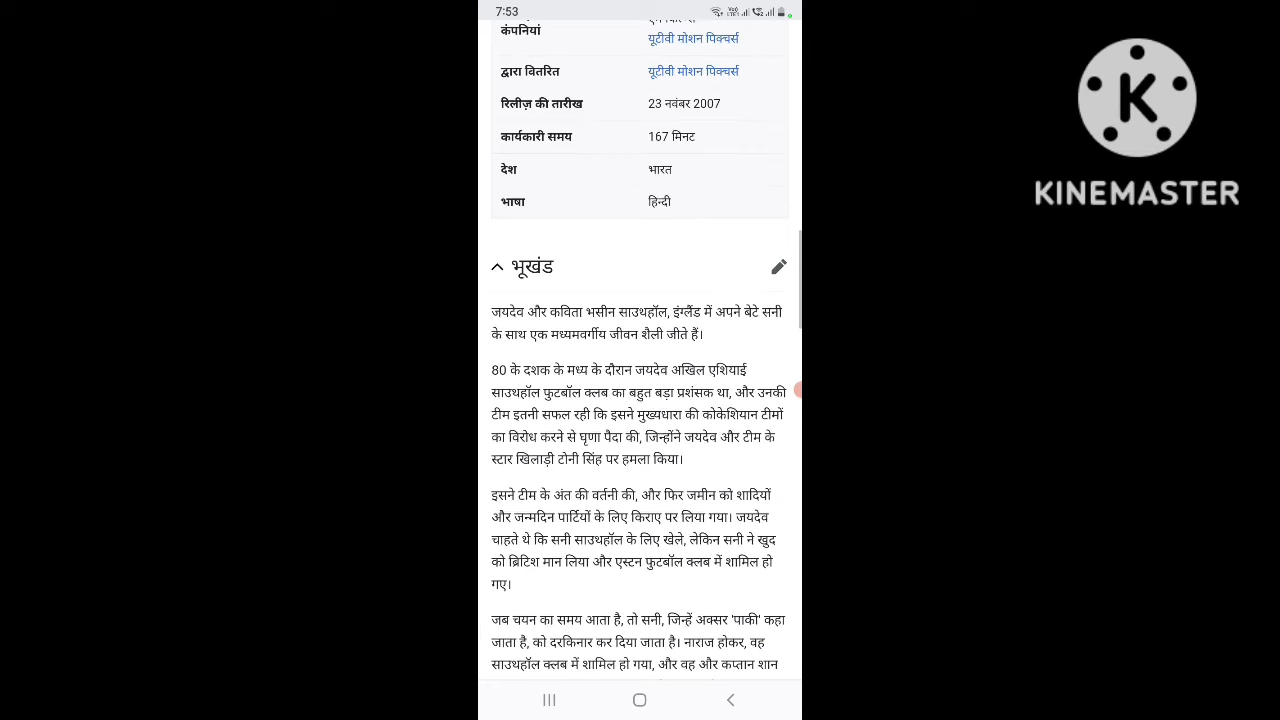 7:53
कंपनियां
यूटीवी मोशन पिक्चर्स
द्वारा वितरित यूटीवी मोशन पिक्चर्स
रिलीज़ की तारीख 23 नवंबर 2007
कार्यकारी समय 167 मिनट
देश भारत
भाषा हिन्दी
भूखंड
जयदेव और कविता भसीन साउथहॉल, इंग्लैंड में अपने बेटे सनी
के साथ एक मध्यमवर्गीय जीवन शैली जीते हैं।
80 के दशक के मध्य के दौरान जयदेव अखिल एशियाई
साउथहॉल फुटबॉल क्लब का बहुत बड़ा प्रशंसक था, और उनकी
टीम इतनी सफल रही कि इसने मुख्यधारा की कोकेशियान टीमों
का विरोध करने से घृणा पैदा की, जिन्होंने जयदेव और टीम के
स्टार खिलाड़ी टोनी सिंह पर हमला किया।
इसने टीम के अंत की वर्तनी की, और फिर जमीन को शादियों
और जन्मदिन पार्टियों के लिए किराए पर लिया गया। जयदेव
चाहते थे कि सनी साउथहॉल के लिए खेले, लेकिन सनी ने खुद
को ब्रिटिश मान लिया और एस्टन फुटबॉल क्लब में शामिल हो
गए।
जब चयन का समय आता है, तो सनी, जिन्हें अक्सर 'पाकी' कहा
जाता है, को दरकिनार कर दिया जाता है। नाराज होकर, वह
साउथहॉल क्लब में शामिल हो गया, और वह और कप्तान शान
K
KINEMASTER